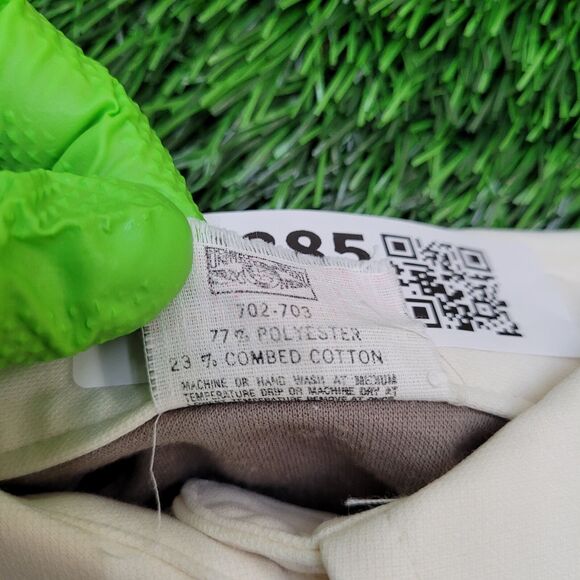 285
702-703
77% POLYESTER
23 % COMBED COTTON
MACHINE OR HAND WASH AT MEDIUM
TEMPERATURE DRIP OR MACHINE DRY AT